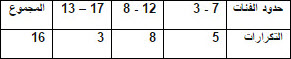 حدود الفئات 7 - 3 12 - 8 17 – 13 المجموع
التكرارات 5 8 3 16